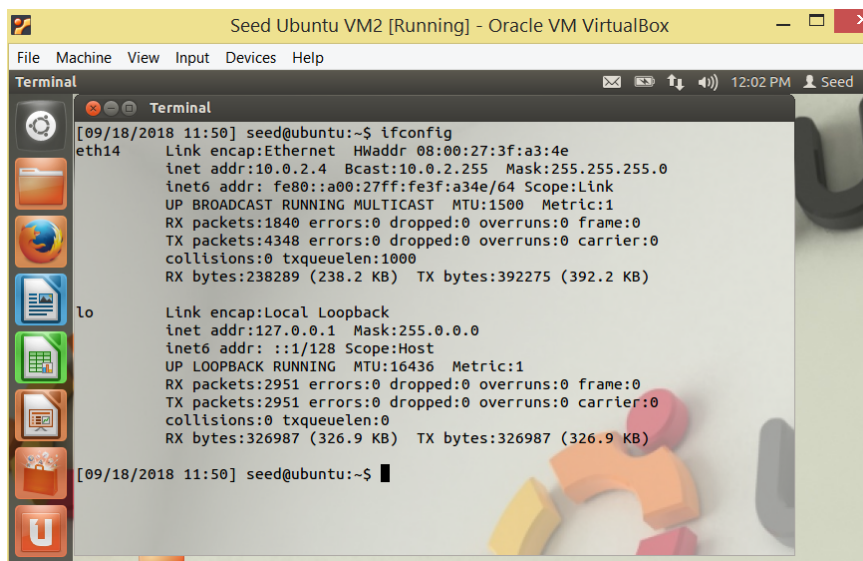 Seed Ubuntu VM2 [Running] - Oracle VM VirtualBox
File Machine View Input Devices Help
Terminal 12:02 PM Seed
Terminal
[09/18/2018 11:50] seed@ubuntu:~$ ifconfig
eth14 Link encap:Ethernet HWaddr 08:00:27:3f:a3:4e
inet addr:10.0.2.4 Bcast:10.0.2.255 Mask:255.255.255.0
inet6 addr: fe80::a00:27ff:fe3f:a34e/64 Scope:Link
UP BROADCAST RUNNING MULTICAST MTU:1500 Metric:1
RX packets:1840 errors:0 dropped:0 overruns:0 frame:0
TX packets:4348 errors:0 dropped:0 overruns:0 carrier:0
collisions:0 txqueuelen:1000
RX bytes:238289 (238.2 KB) TX bytes:392275 (392.2 KB)
lo Link encap:Local Loopback
inet addr:127.0.0.1 Mask:255.0.0.0
inet6 addr: ::1/128 Scope:Host
UP LOOPBACK RUNNING MTU:16436 Metric:1
RX packets:2951 errors:0 dropped:0 overruns:0 frame:0
TX packets:2951 errors:0 dropped:0 overruns:0 carrier:0
collisions:0 txqueuelen:0
RX bytes:326987 (326.9 KB) TX bytes:326987 (326.9 KB)
[09/18/2018 11:50] seed@ubuntu:~$